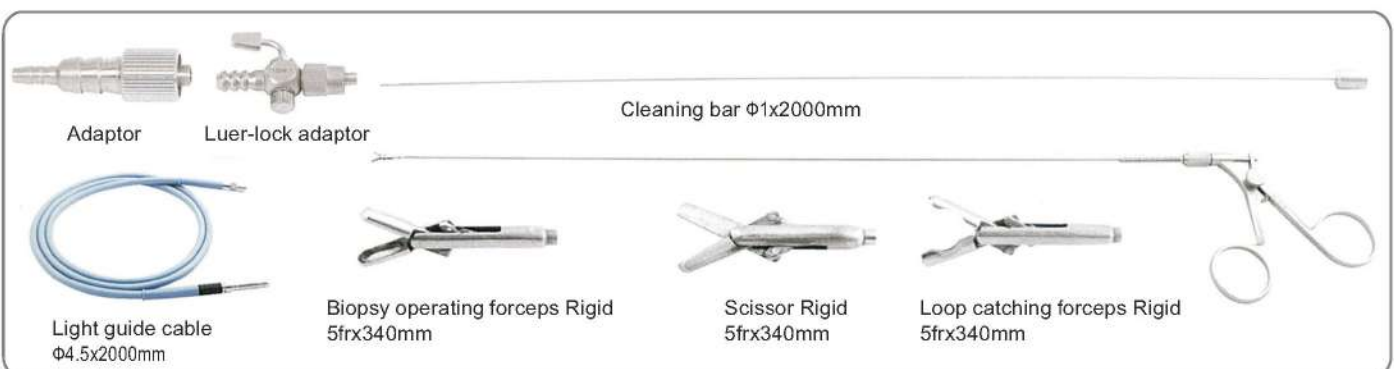 Cleaning bar Φ1x2000mm
Adaptor
Luer-lock adaptor
Light guide cable
Φ4.5x2000mm
Biopsy operating forceps Rigid
5frx340mm
Scissor Rigid
5frx340mm
Loop catching forceps Rigid
5frx340mm